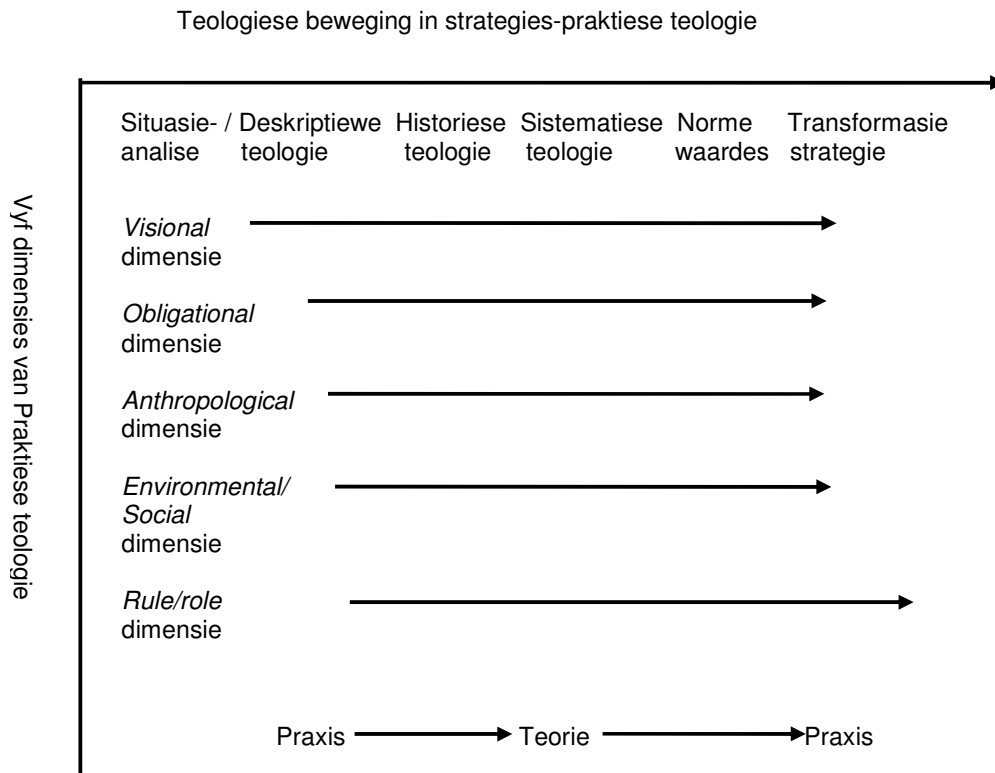 Teologiese beweging in strategies-praktiese teologie
Situasie- / Deskriptiewe Historiese Sistematiese Norme Transformasie
analise teologie teologie teologie waardes strategie
Vyf dimensies van Praktiese teologie
Visional
dimensie
Obligational
dimensie
Anthropological
dimensie
Environmental/
Social
dimensie
Rule/role
dimensie
Praxis Teorie Praxis